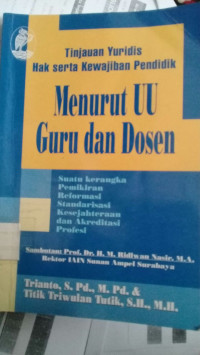 Tinjauan Yuridis
Hak serta Kewajiban Pendidik
Menurut UU
Guru dan Dosen
Suatu kerangka
Pemikiran
Reformasi
Standarisasi
Kesejahteraan
dan Akreditasi
Profesi
Sambutan: Prof. Dr. H. M. Ridlwan Nasir, M.A.
Rektor IAIN Sunan Ampel Surabaya
Trianto, S. Pd., M. Pd. &
Titik Triwulan Tutik, S.H., M.H.